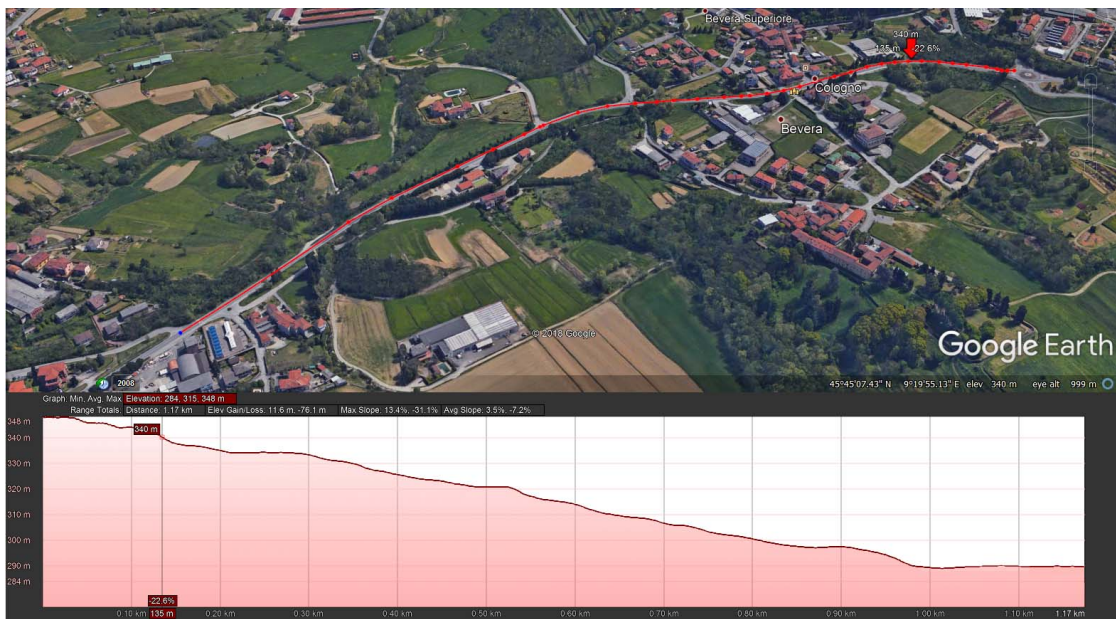 Bevera Superiore
340 m
135 m -22.6%
Cologno
Bevera
© 2018 Google
Google Earth
2008
45°45'07.43" N 9°19'55.13" E elev 340 m eye alt 999 m
Graph: Min, Avg, Max Elevation: 284, 315, 348 m
Range Totals: Distance: 1.17 km Elev Gain/Loss: 11.6 m, -76.1 m Max Slope: 13.4%, -31.1% Avg Slope: 3.5%, -7.2%
348 m
340 m
340 m
330 m
320 m
310 m
300 m
290 m
284 m
-22.6%
0.10 km 135 m 0.20 km 0.30 km 0.40 km 0.50 km 0.60 km 0.70 km 0.80 km 0.90 km 1.00 km 1.10 km 1.17 km